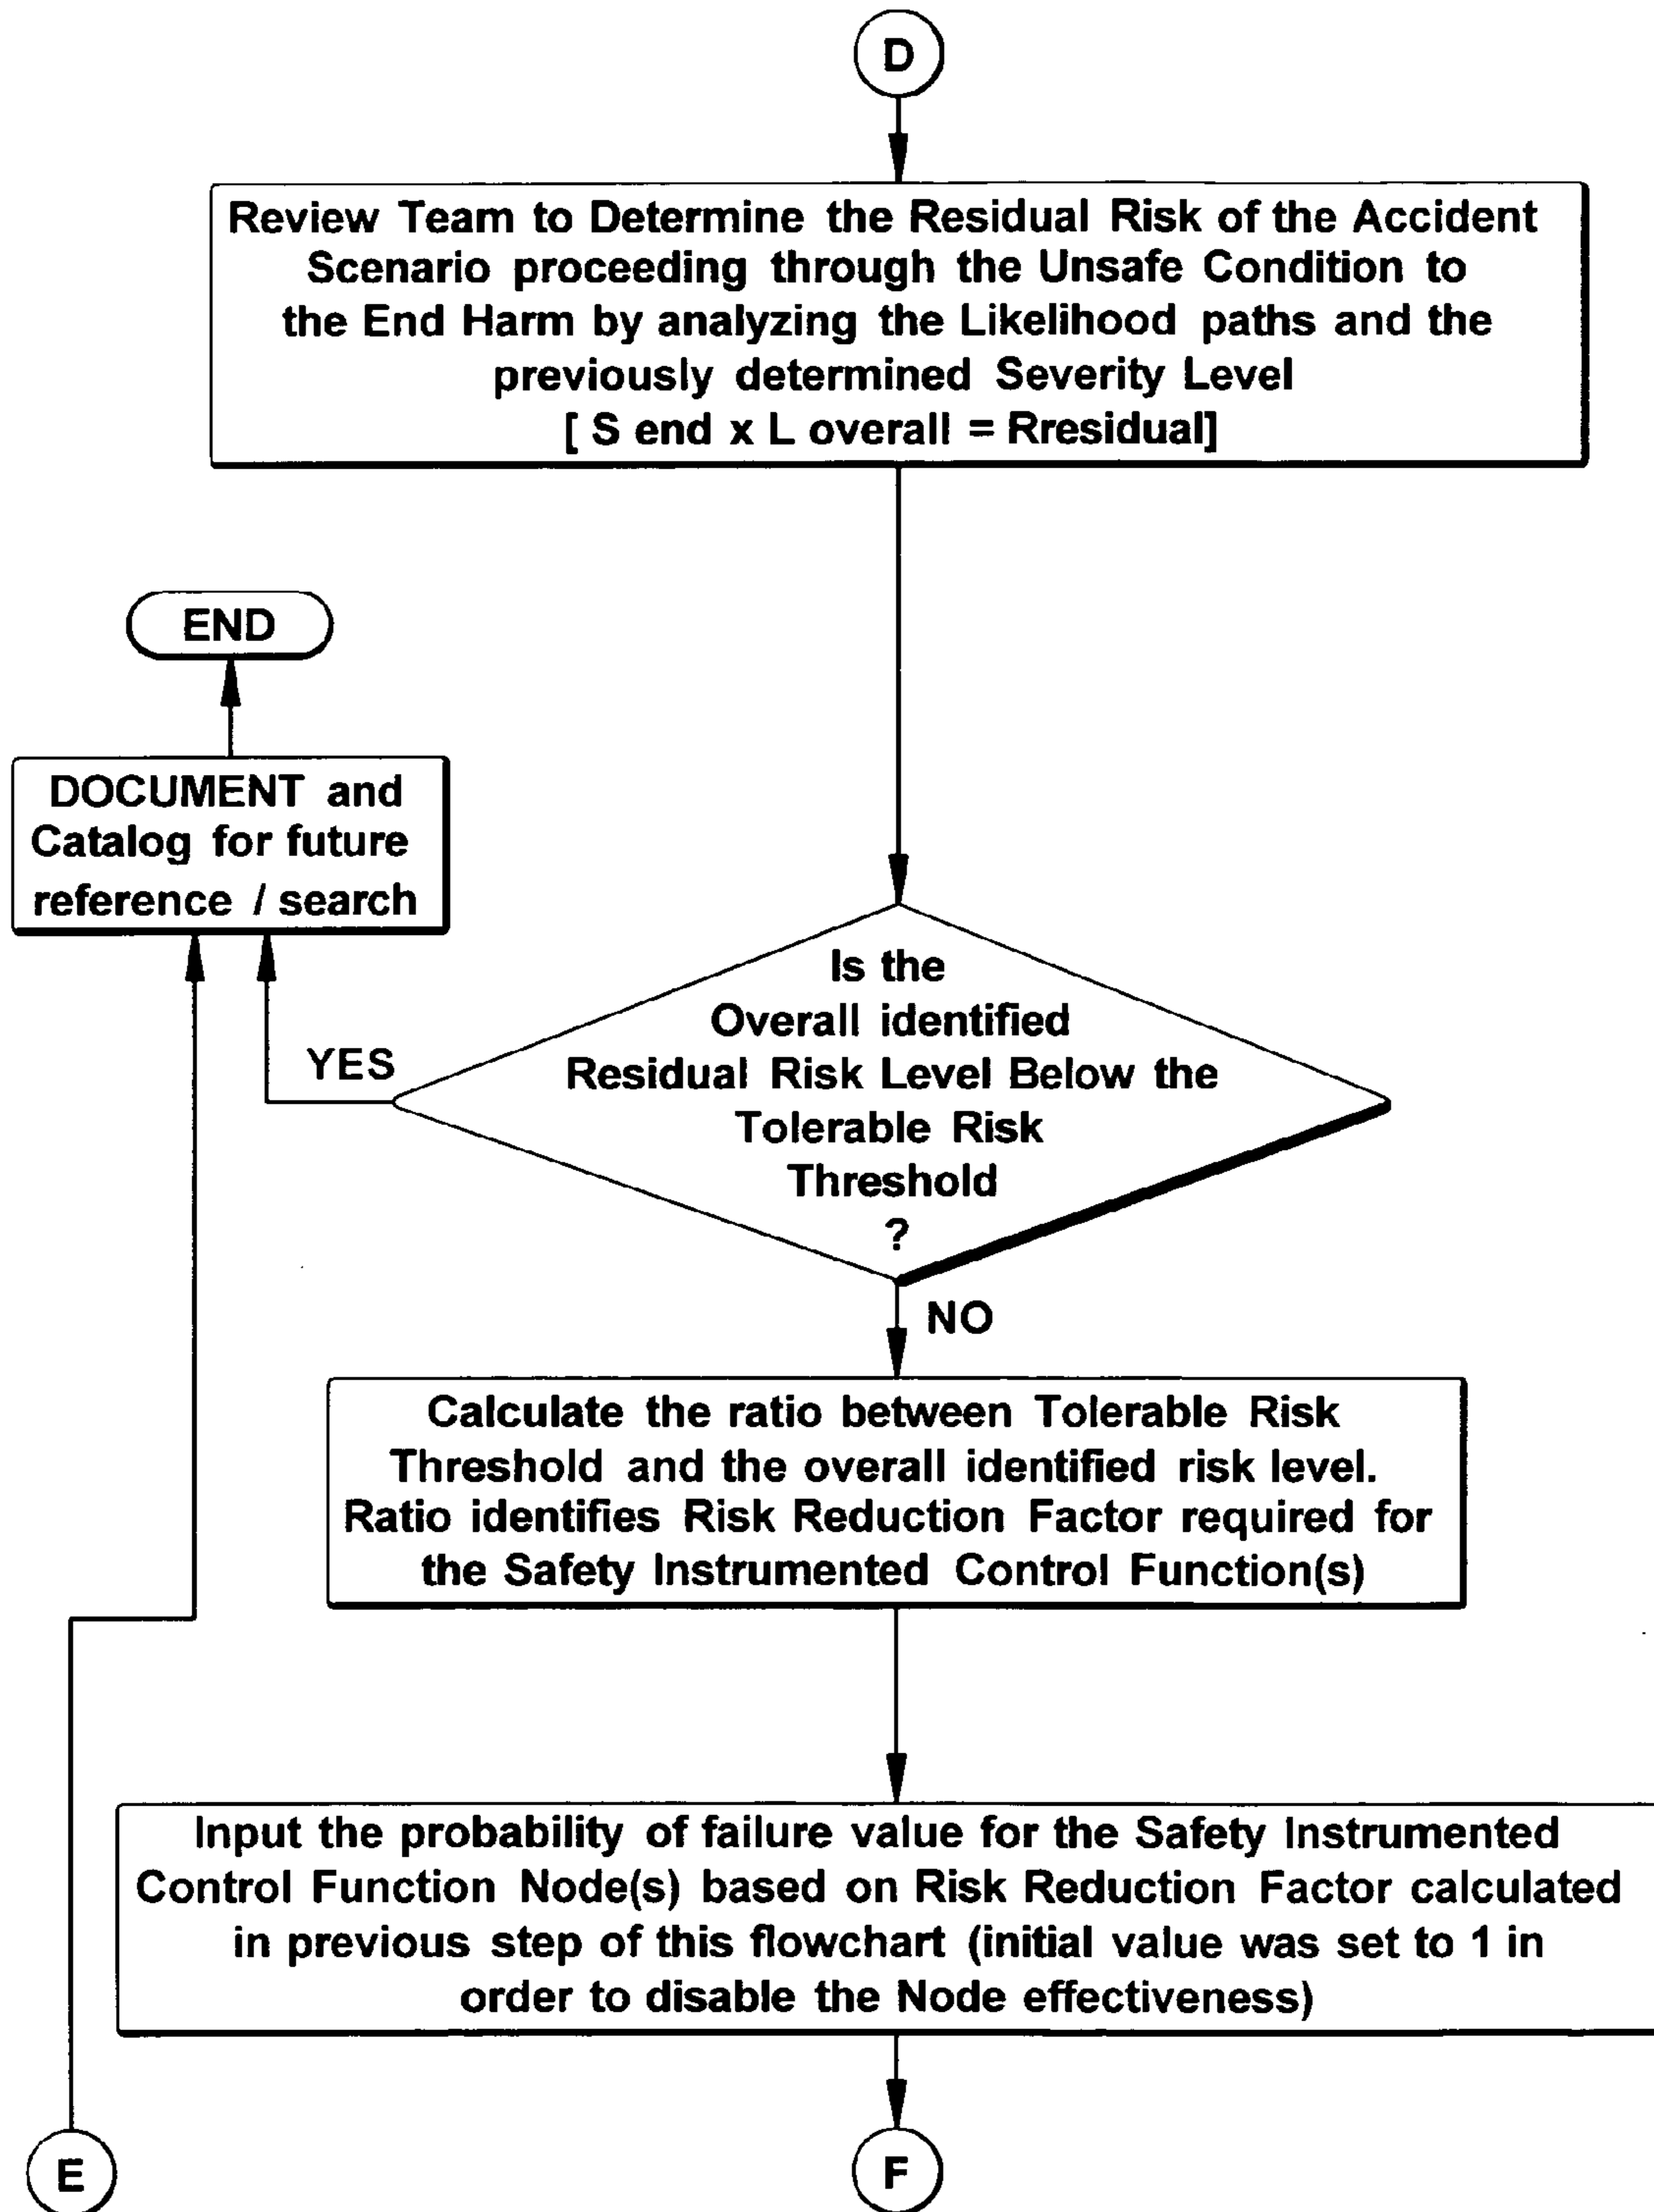 D
Review Team to Determine the Residual Risk of the Accident
Scenario proceeding through the Unsafe Condition to
the End Harm by analyzing the Likelihood paths and the
previously determined Severity Level
[ S end x L overall = Rresidual]
END
DOCUMENT and
Catalog for future
reference / search
Is the
Overall identified
Residual Risk Level Below the
Tolerable Risk
Threshold
?
YES
NO
Calculate the ratio between Tolerable Risk
Threshold and the overall identified risk level.
Ratio identifies Risk Reduction Factor required for
the Safety Instrumented Control Function(s)
Input the probability of failure value for the Safety Instrumented
Control Function Node(s) based on Risk Reduction Factor calculated
in previous step of this flowchart (initial value was set to 1 in
order to disable the Node effectiveness)
E
F